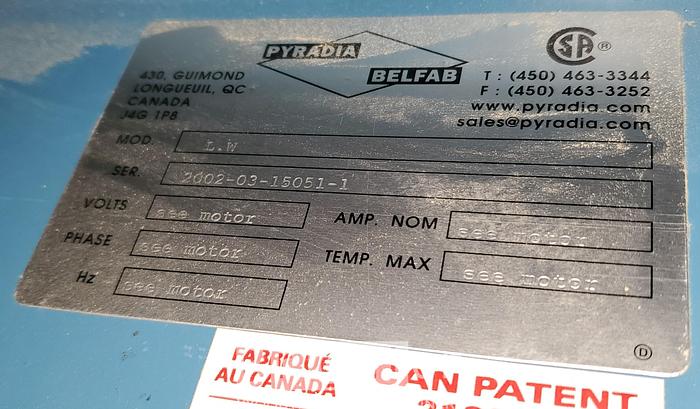 PYRADIA
BELFAB
CSA ®
430, GUIMOND
LONGUEUIL, QC
CANADA
J4G 1P8
T : (450) 463-3344
F : (450) 463-3252
www.pyradia.com
sales@pyradia.com
MOD. L.W
SER. 2002-03-15051-1
VOLTS see motor AMP. NOM see motor
PHASE see motor TEMP. MAX see motor
Hz see motor
D
FABRIQUÉ
AU CANADA
CAN PATENT